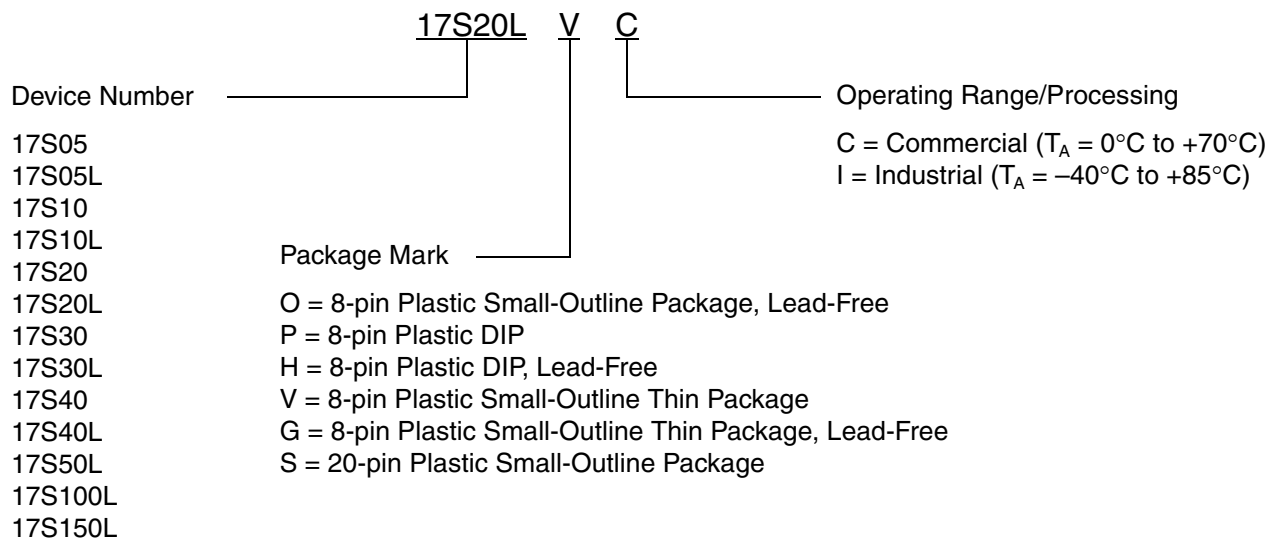 17S20L V C
Device Number
17S05
17S05L
17S10
17S10L
17S20
17S20L
17S30
17S30L
17S40
17S40L
17S50L
17S100L
17S150L
Package Mark
O = 8-pin Plastic Small-Outline Package, Lead-Free
P = 8-pin Plastic DIP
H = 8-pin Plastic DIP, Lead-Free
V = 8-pin Plastic Small-Outline Thin Package
G = 8-pin Plastic Small-Outline Thin Package, Lead-Free
S = 20-pin Plastic Small-Outline Package
Operating Range/Processing
C = Commercial (TA = 0°C to +70°C)
I = Industrial (TA = –40°C to +85°C)